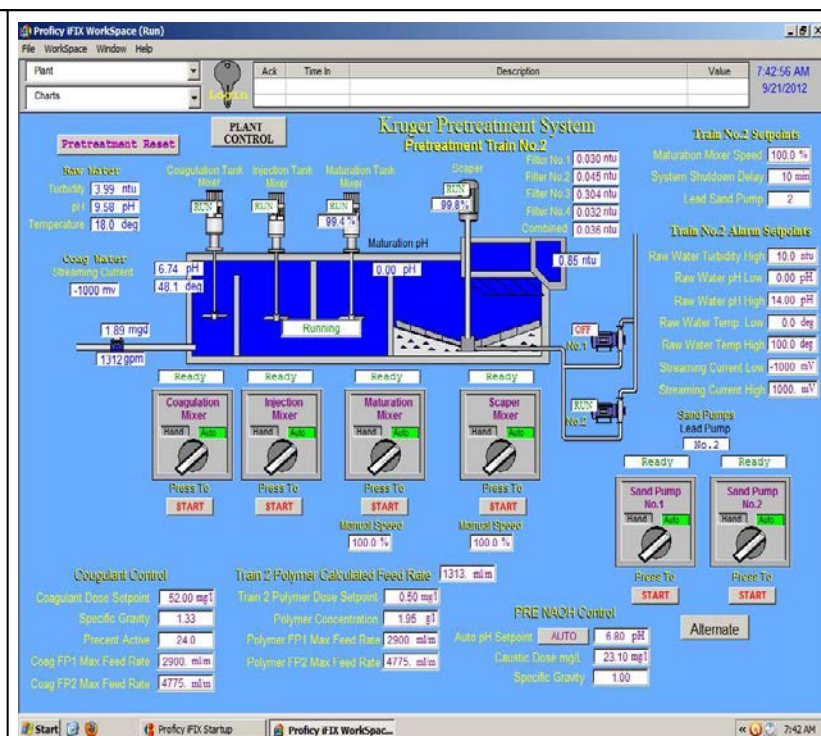 Proficy iFIX WorkSpace (Run)
File WorkSpace Window Help
Plant
Charts
Login
Ack Time In Description Value
7:42:56 AM
9/21/2012
Pretreatment Reset
PLANT CONTROL
Kruger Pretreatment System
Pretreatment Train No.2
Raw Water
Turbidity 3.99 ntu
pH 9.58 pH
Temperature 18.0 deg
Coag Water
Streaming Current
-1000 mv
1.89 mgd
1312 gpm
Coagulation Tank Mixer
RUN
Injection Tank Mixer
RUN
Maturation Tank Mixer
RUN
99.4 %
Scaper
RUN
99.8%
Filter No.1 0.030 ntu
Filter No.2 0.045 ntu
Filter No.3 0.304 ntu
Filter No.4 0.032 ntu
Combined 0.036 ntu
6.74 pH
48.1 deg
Maturation pH
0.00 pH
0.85 ntu
Running
OFF
No.1
RUN
No.2
Train No.2 Setpoints
Maturation Mixer Speed 100.0 %
System Shutdown Delay 10 min
Lead Sand Pump 2
Train No.2 Alarm Setpoints
Raw Water Turbidity High 10.0 ntu
Raw Water pH Low 0.00 pH
Raw Water pH High 14.00 pH
Raw Water Temp. Low 0.0 deg
Raw Water Temp High 100.0 deg
Streaming Current Low -1000 mV
Streaming Current High 1000. mV
Ready
Coagulation Mixer
Hand Auto
Press To
START
Ready
Injection Mixer
Hand Auto
Press To
START
Ready
Maturation Mixer
Hand Auto
Press To
START
Manual Speed
100.0 %
Ready
Scaper Mixer
Hand Auto
Press To
START
Manual Speed
100.0 %
Sand Pumps
Lead Pump
No.2
Ready
Sand Pump No.1
Hand Auto
Press To
START
Ready
Sand Pump No.2
Hand Auto
Press To
START
Alternate
Coagulant Control
Coagulant Dose Setpoint 52.00 mgl
Specific Gravity 1.33
Precent Active 24.0
Coag FP1 Max Feed Rate 2900. ml/m
Coag FP2 Max Feed Rate 4775. ml/m
Train 2 Polymer Calculated Feed Rate 1313. ml/m
Train 2 Polymer Dose Setpoint 0.50 mgl
Polymer Concentration 1.95 gl
Polymer FP1 Max Feed Rate 2900. ml/m
Polymer FP2 Max Feed Rate 4775. ml/m
PRE NAOH Control
Auto pH Setpoint AUTO 6.80 pH
Caustic Dose mg/L 23.10 mgl
Specific Gravity 1.00
Start Proficy iFIX Startup Proficy iFIX WorkSpac... « 7:42 AM